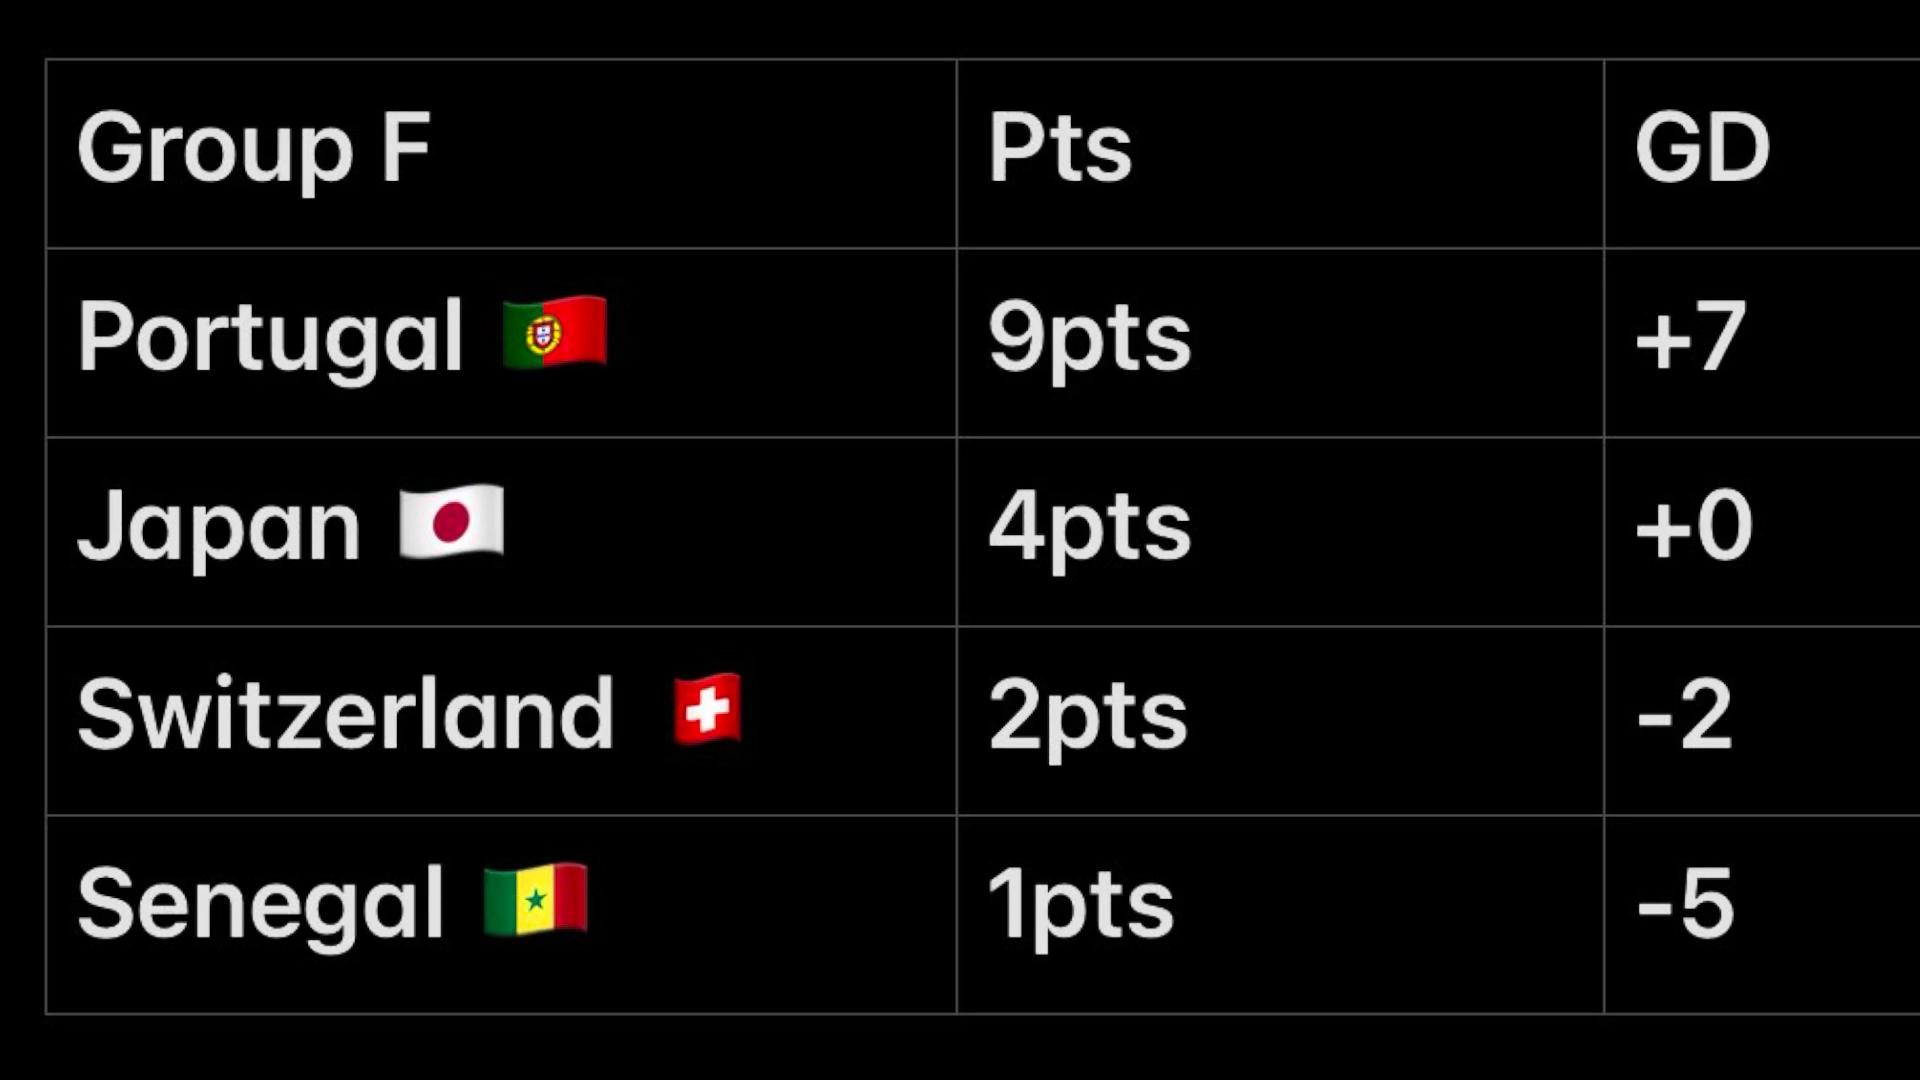 Group F Pts GD
Portugal 🇵🇹 9pts +7
Japan 🇯🇵 4pts +0
Switzerland 🇨🇭 2pts -2
Senegal 🇸🇳 1pts -5